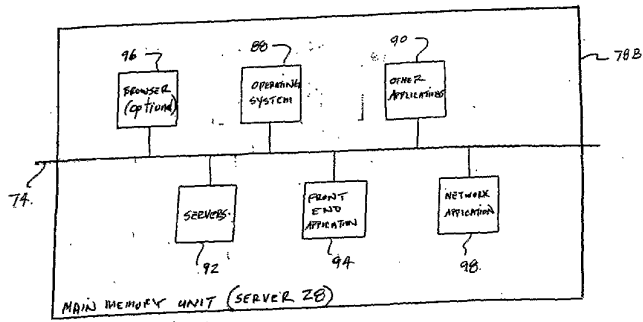 96
88
90
78B
BROWSER
(optional)
OPERATING
SYSTEM
OTHER
APPLICATIONS
74.
SERVERS
FRONT
END
APPLICATION
NETWORK
APPLICATION
92
94
98.
MAIN MEMORY UNIT (SERVER 28)